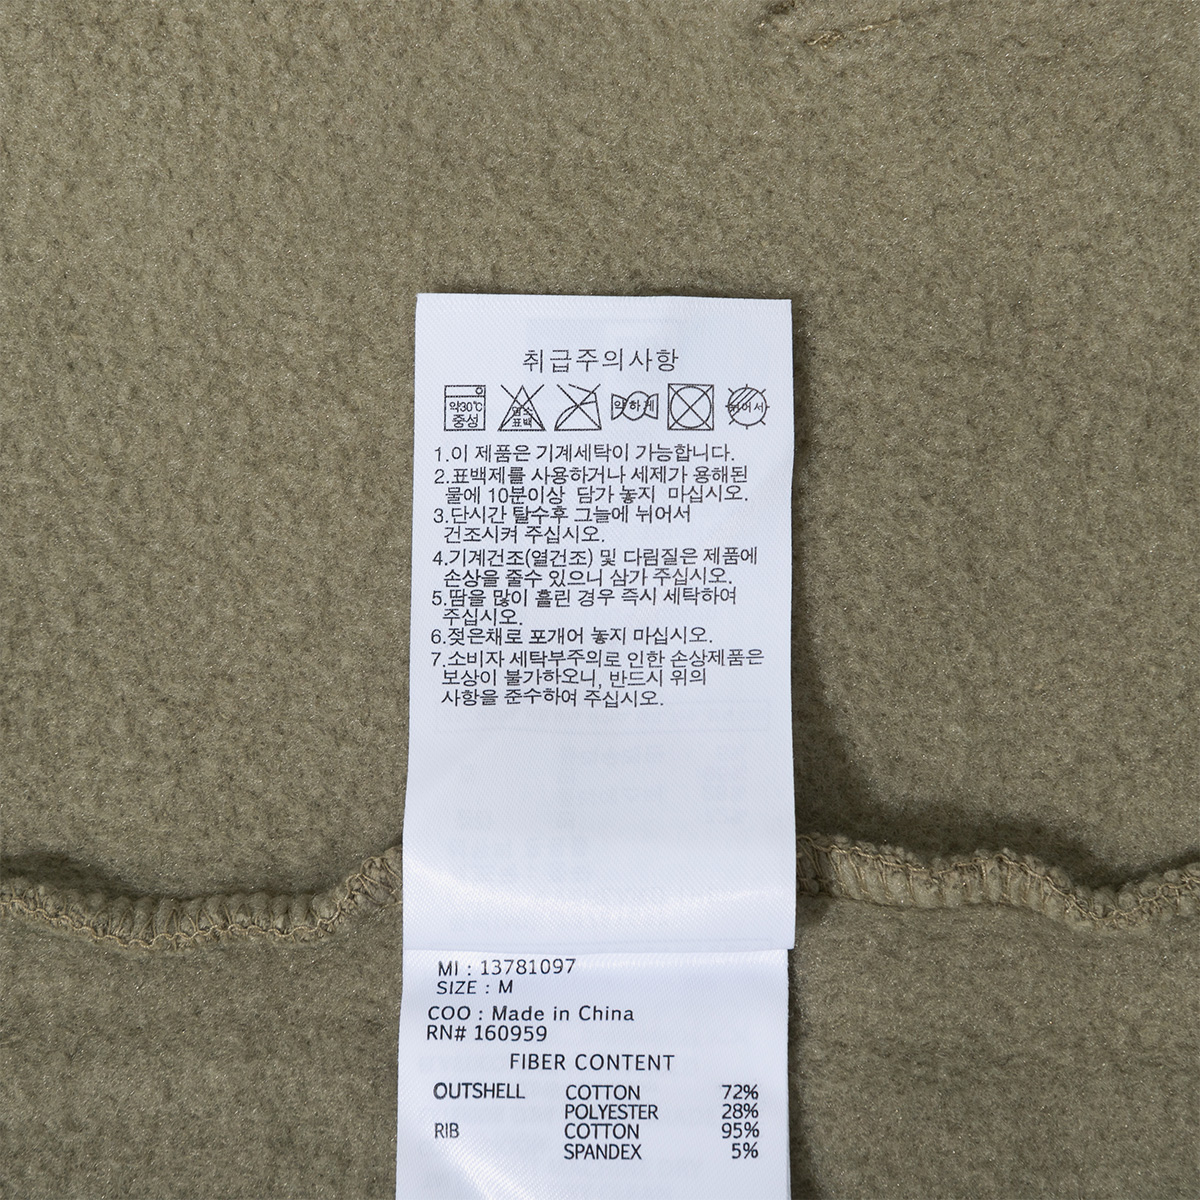 취급주의사항
약30℃ 중성 염소 표백 약하게 뉘어서
1.이 제품은 기계세탁이 가능합니다.
2.표백제를 사용하거나 세제가 용해된
물에 10분이상 담가 놓지 마십시오.
3.단시간 탈수후 그늘에 뉘어서
건조시켜 주십시오.
4.기계건조(열건조) 및 다림질은 제품에
손상을 줄수 있으니 삼가 주십시오.
5.땀을 많이 흘린 경우 즉시 세탁하여
주십시오.
6.젖은채로 포개어 놓지 마십시오.
7.소비자 세탁부주의로 인한 손상제품은
보상이 불가하오니, 반드시 위의
사항을 준수하여 주십시오.
MI : 13781097
SIZE : M
COO : Made in China
RN# 160959
FIBER CONTENT
OUTSHELL COTTON 72%
POLYESTER 28%
RIB COTTON 95%
SPANDEX 5%